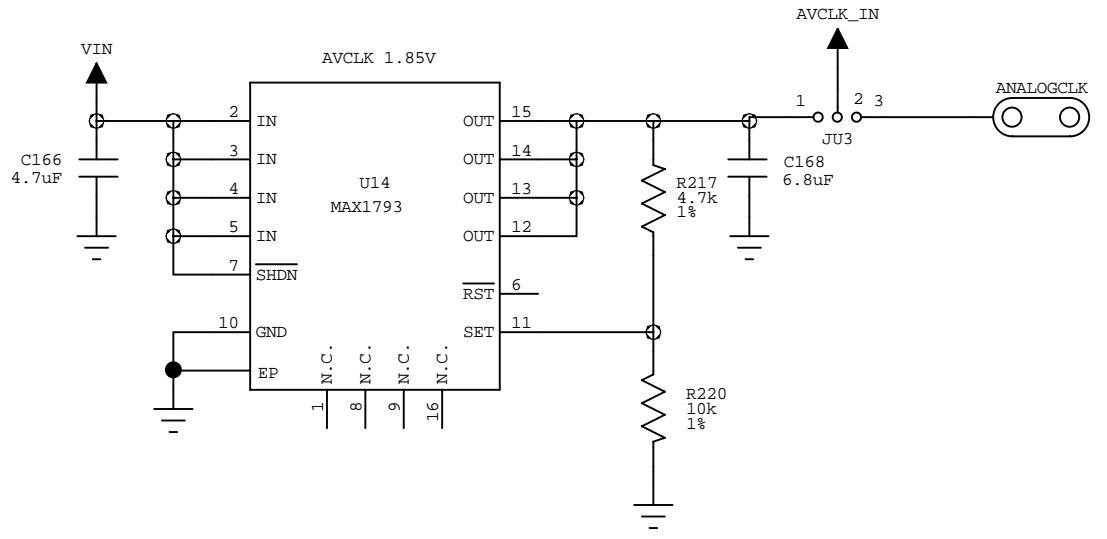 AVCLK_IN
VIN
AVCLK 1.85V
ANALOGCLK
2
IN
OUT
15
1
2
3
JU3
3
IN
OUT
14
C166
4.7uF
C168
6.8uF
U14
MAX1793
R217
4.7k
1%
4
IN
OUT
13
5
IN
OUT
12
7
SHDN
RST
6
10
GND
SET
11
EP
N.C.
N.C.
N.C.
N.C.
1
8
9
16
R220
10k
1%